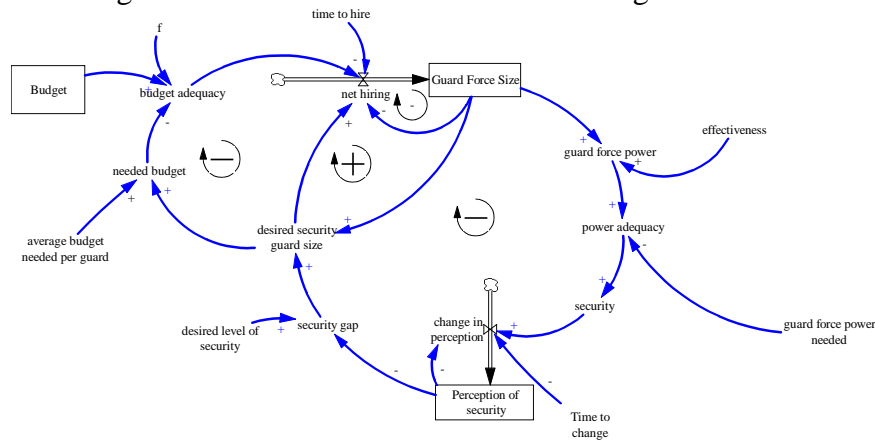 time to hire
f
Budget
budget adequacy
net hiring
Guard Force Size
effectiveness
guard force power
needed budget
average budget
needed per guard
desired security
guard size
power adequacy
security
guard force power
needed
desired level of
security
security gap
change in
perception
Perception of
security
Time to
change